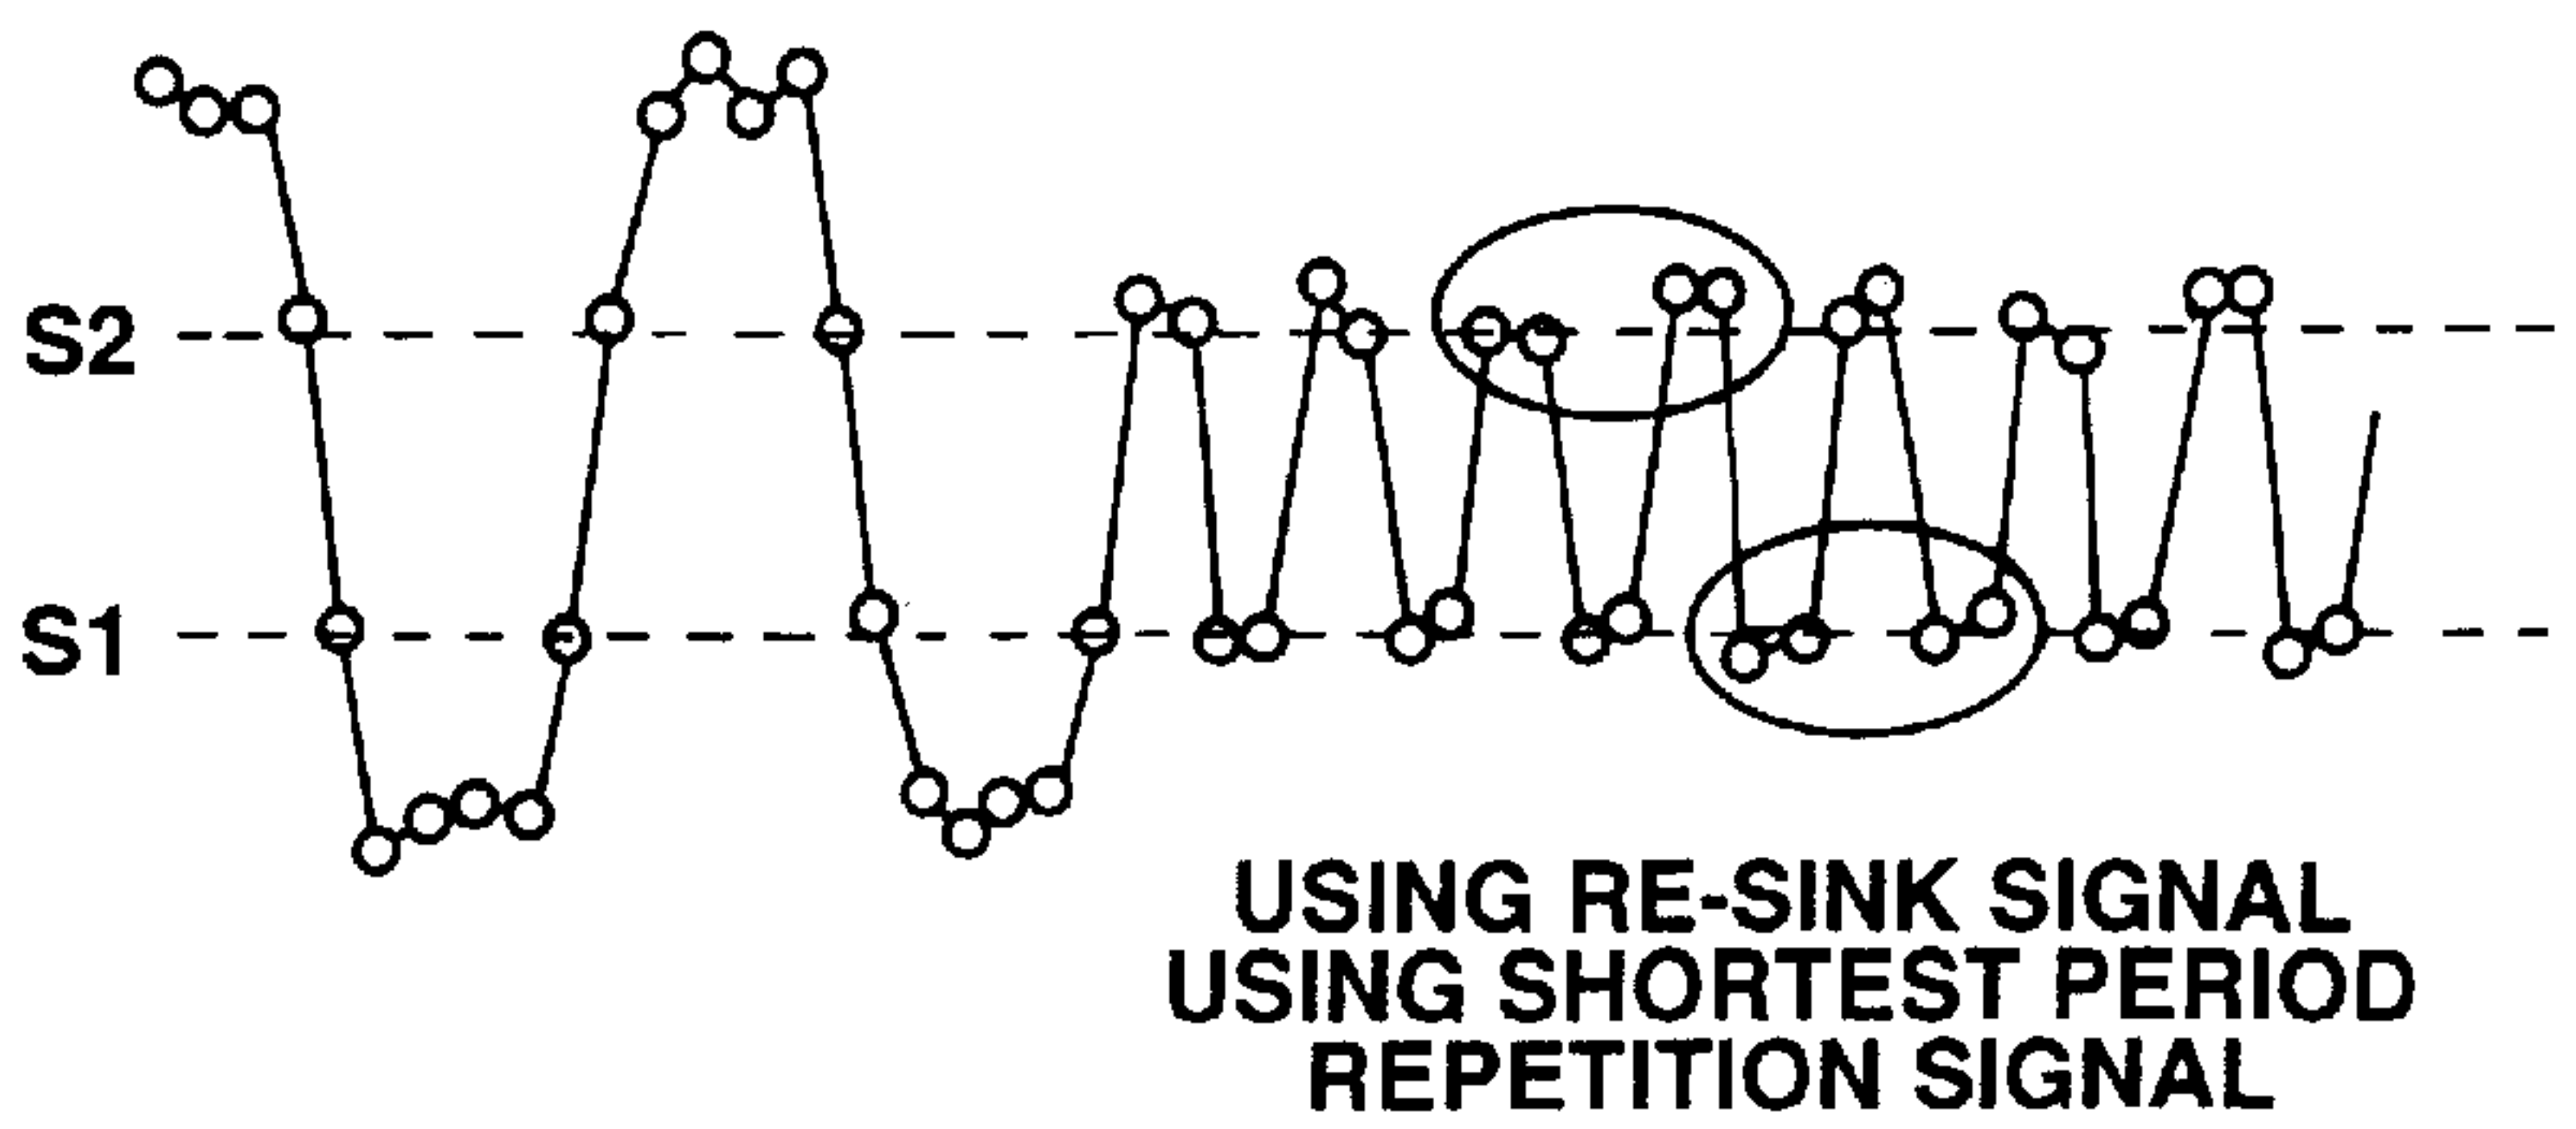 S2
S1
USING RE-SINK SIGNAL
USING SHORTEST PERIOD
REPETITION SIGNAL